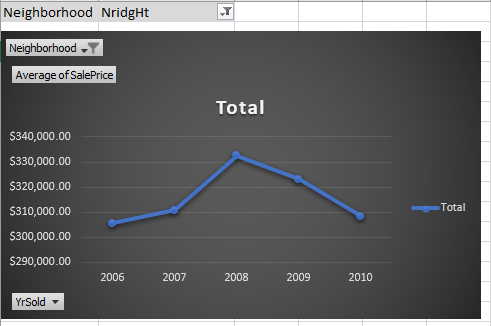 Neighborhood NridgHt
Neighborhood
Average of SalePrice
Total
$340,000.00
$330,000.00
$320,000.00
$310,000.00
$300,000.00
$290,000.00
2006 2007 2008 2009 2010
Total
YrSold